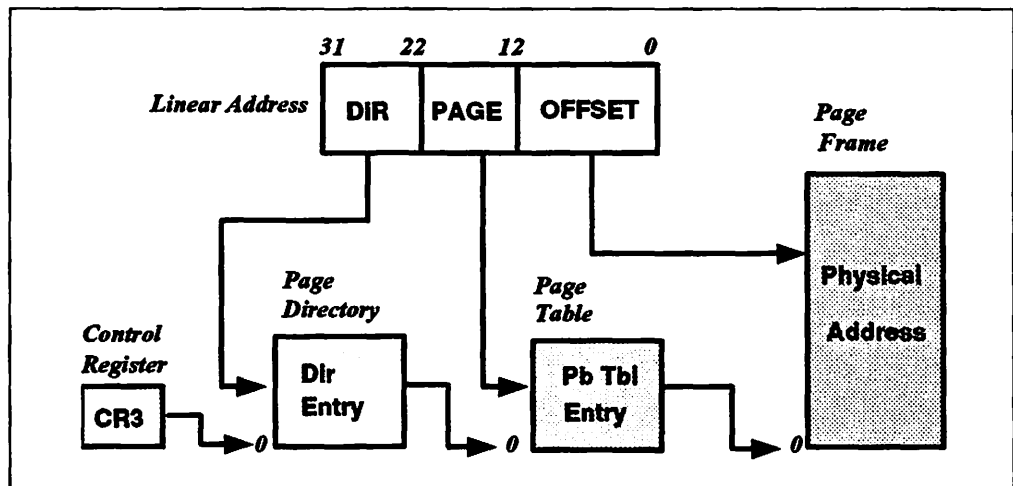 31 22 12 0
Linear Address
DIR PAGE OFFSET
Page
Frame
Physical
Address
Page
Directory
Page
Table
Control
Register
CR3
0
Dir
Entry
0
Pb Tbl
Entry
0